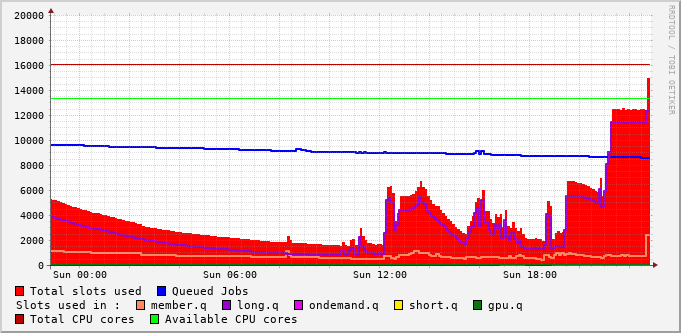 20000
18000
16000
14000
12000
10000
8000
6000
4000
2000
0
Sun 00:00 Sun 06:00 Sun 12:00 Sun 18:00
RRDTOOL / TOBI OETIKER
Total slots used Queued Jobs
Slots used in : member.q long.q ondemand.q short.q gpu.q
Total CPU cores Available CPU cores